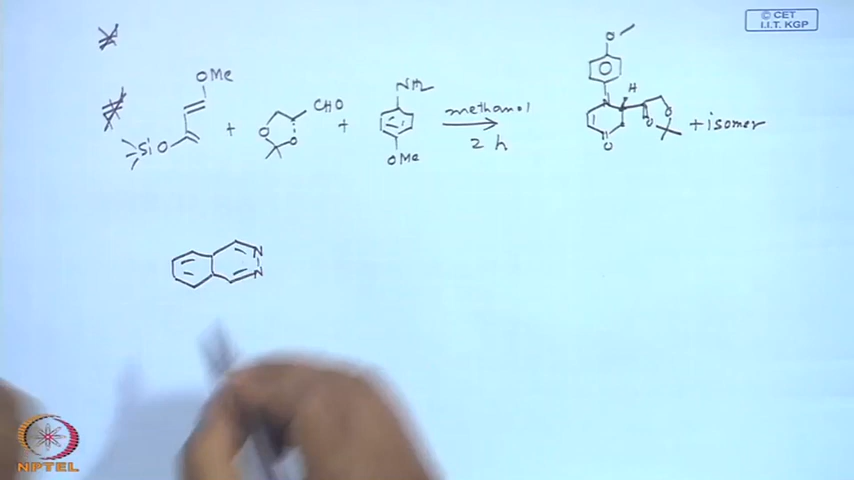 © CET
I.I.T. KGP
OMe
Si O
+
CHO
O
O
+
NH2
OMe
methanol
2 h
O
N
H
O
O
O
+ isomer
N
N
NPTEL